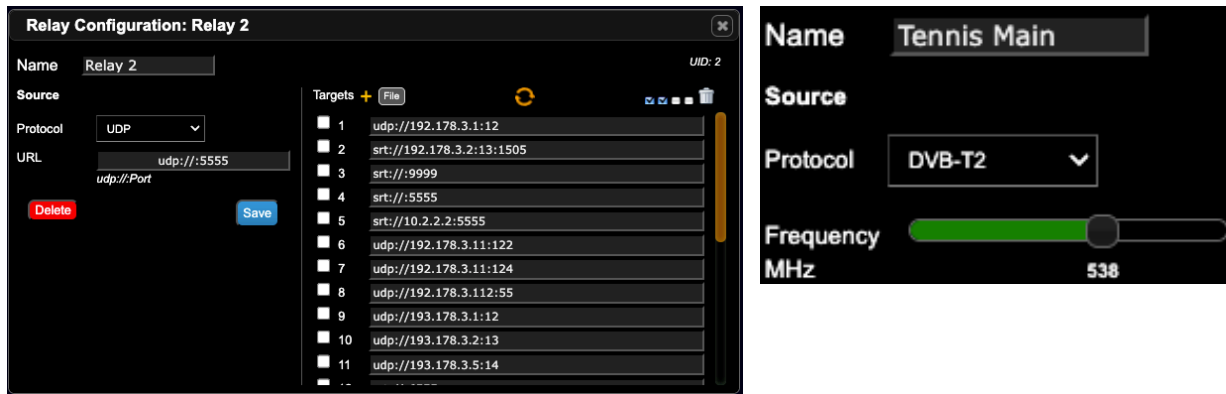 Relay Configuration: Relay 2
Name Relay 2
UID: 2
Source
Protocol UDP
URL udp://:5555
udp://:Port
Delete Save
Targets + File
1 udp://192.178.3.1:12
2 srt://192.178.3.2:13:1505
3 srt://:9999
4 srt://:5555
5 srt://10.2.2.2:5555
6 udp://192.178.3.11:122
7 udp://192.178.3.11:124
8 udp://192.178.3.112:55
9 udp://193.178.3.1:12
10 udp://193.178.3.2:13
11 udp://193.178.3.5:14
Name Tennis Main
Source
Protocol DVB-T2
Frequency
MHz 538